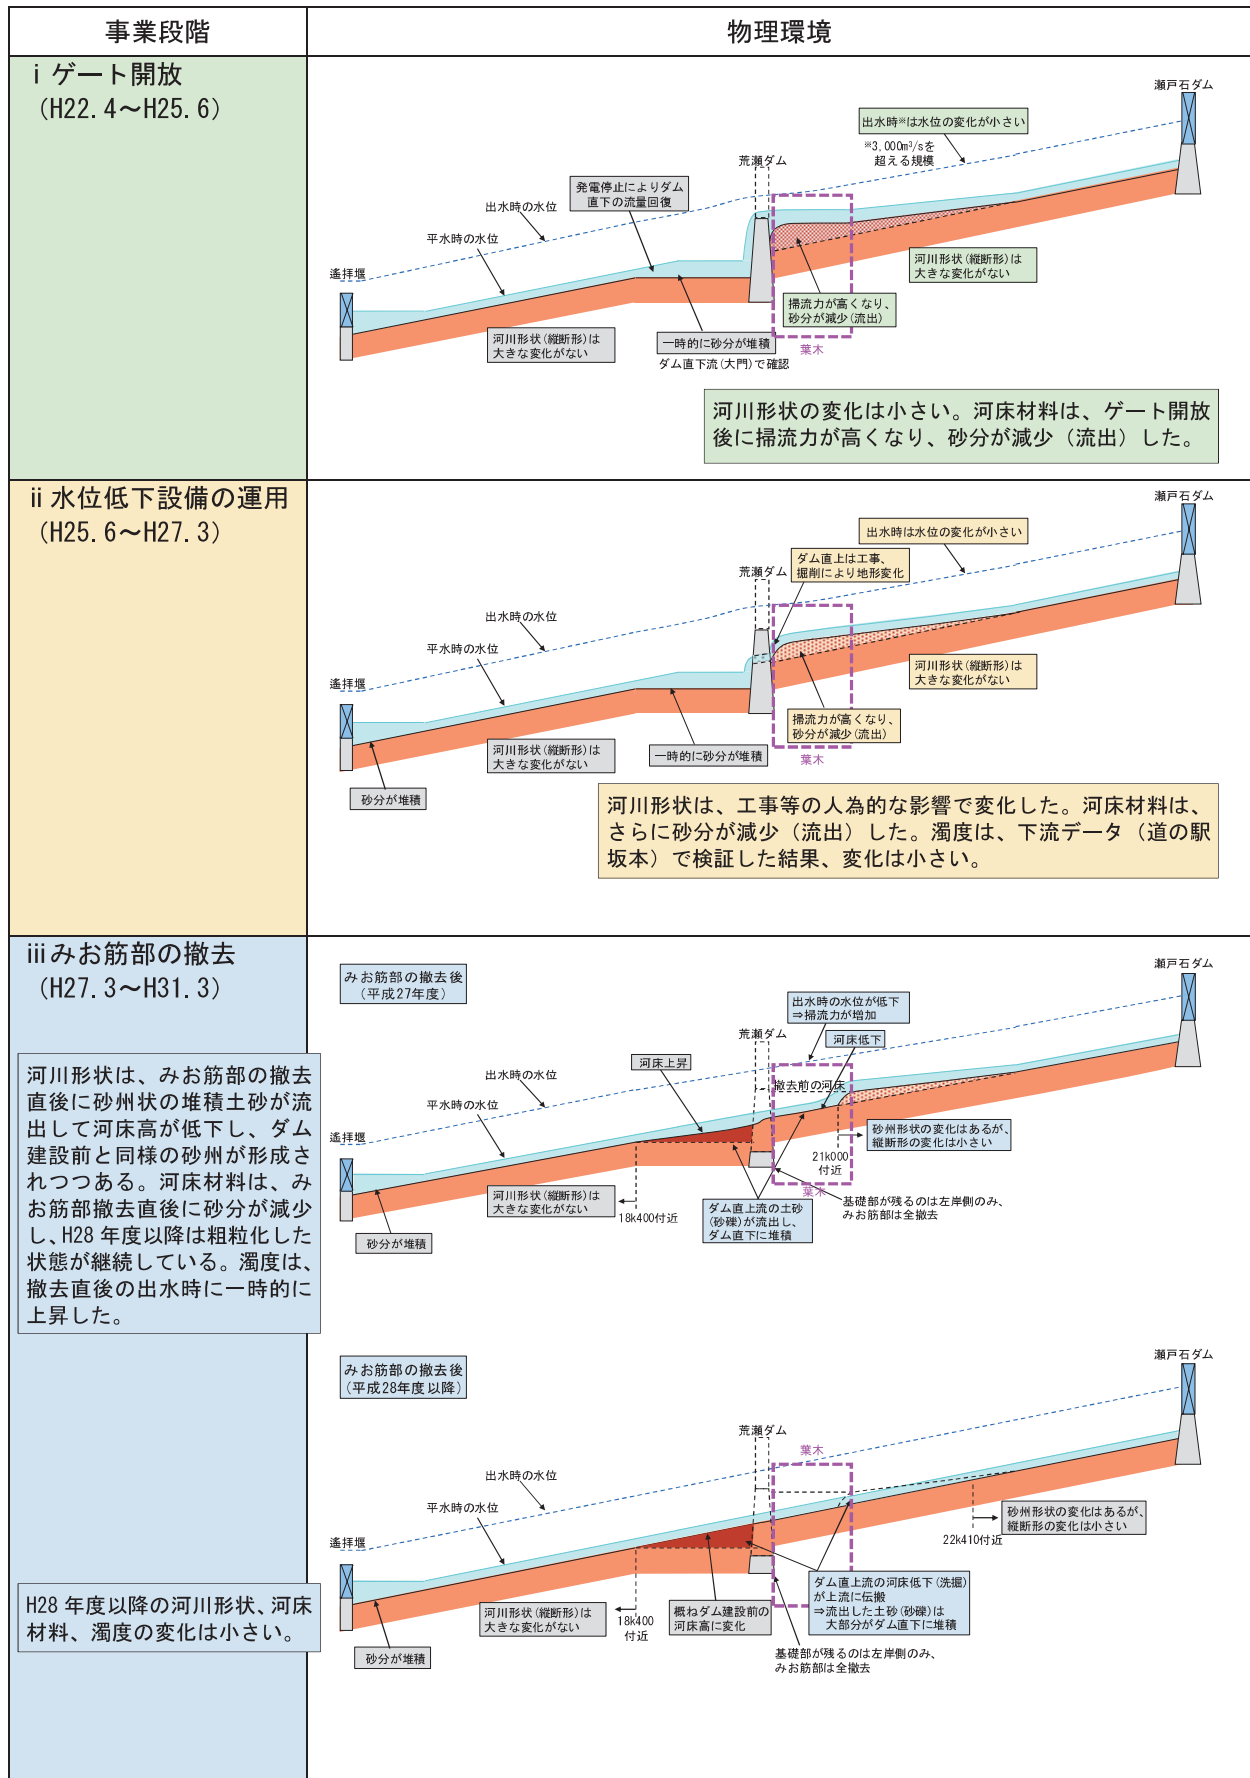 事業段階
物理環境
ⅰ ゲート開放
(H22.4～H25.6)
瀬戸石ダム
出水時※は水位の変化が小さい
※3,000m³/sを
超える規模
荒瀬ダム
発電停止によりダム
直下の流量回復
出水時の水位
平水時の水位
遙拝堰
河川形状(縦断形)は
大きな変化がない
掃流力が高くなり、
砂分が減少(流出)
河川形状(縦断形)は
大きな変化がない
一時的に砂分が堆積
葉木
ダム直下流(大門)で確認
河川形状の変化は小さい。河床材料は、ゲート開放
後に掃流力が高くなり、砂分が減少（流出）した。
ⅱ 水位低下設備の運用
(H25.6～H27.3)
瀬戸石ダム
出水時は水位の変化が小さい
ダム直上は工事、
掘削により地形変化
荒瀬ダム
出水時の水位
平水時の水位
遙拝堰
河川形状(縦断形)は
大きな変化がない
掃流力が高くなり、
砂分が減少(流出)
河川形状(縦断形)は
大きな変化がない
一時的に砂分が堆積
葉木
砂分が堆積
河川形状は、工事等の人為的な影響で変化した。河床材料は、
さらに砂分が減少（流出）した。濁度は、下流データ（道の駅
坂本）で検証した結果、変化は小さい。
ⅲ みお筋部の撤去
(H27.3～H31.3)
河川形状は、みお筋部の撤去
直後に砂州状の堆積土砂が流
出して河床高が低下し、ダム
建設前と同様の砂州が形成さ
れつつある。河床材料は、み
お筋部撤去直後に砂分が減少
し、H28 年度以降は粗粒化した
状態が継続している。濁度は、
撤去直後の出水時に一時的に
上昇した。
みお筋部の撤去後
(平成27年度)
瀬戸石ダム
出水時の水位が低下
⇒掃流力が増加
荒瀬ダム
河床低下
河床上昇
出水時の水位
撤去前の河床
平水時の水位
遙拝堰
砂州形状の変化はあるが、
縦断形の変化は小さい
21k000
付近
葉木
河川形状(縦断形)は
大きな変化がない
18k400付近
ダム直上流の土砂
(砂礫)が流出し、
ダム直下に堆積
基礎部が残るのは左岸側のみ、
みお筋部は全撤去
砂分が堆積
みお筋部の撤去後
(平成28年度以降)
瀬戸石ダム
荒瀬ダム
葉木
出水時の水位
平水時の水位
遙拝堰
砂州形状の変化はあるが、
縦断形の変化は小さい
22k410付近
ダム直上流の河床低下(洗掘)
が上流に伝搬
⇒流出した土砂(砂礫)は
大部分がダム直下に堆積
河川形状(縦断形)は
大きな変化がない
18k400
付近
概ねダム建設前の
河床高に変化
基礎部が残るのは左岸側のみ、
みお筋部は全撤去
砂分が堆積
H28 年度以降の河川形状、河床
材料、濁度の変化は小さい。